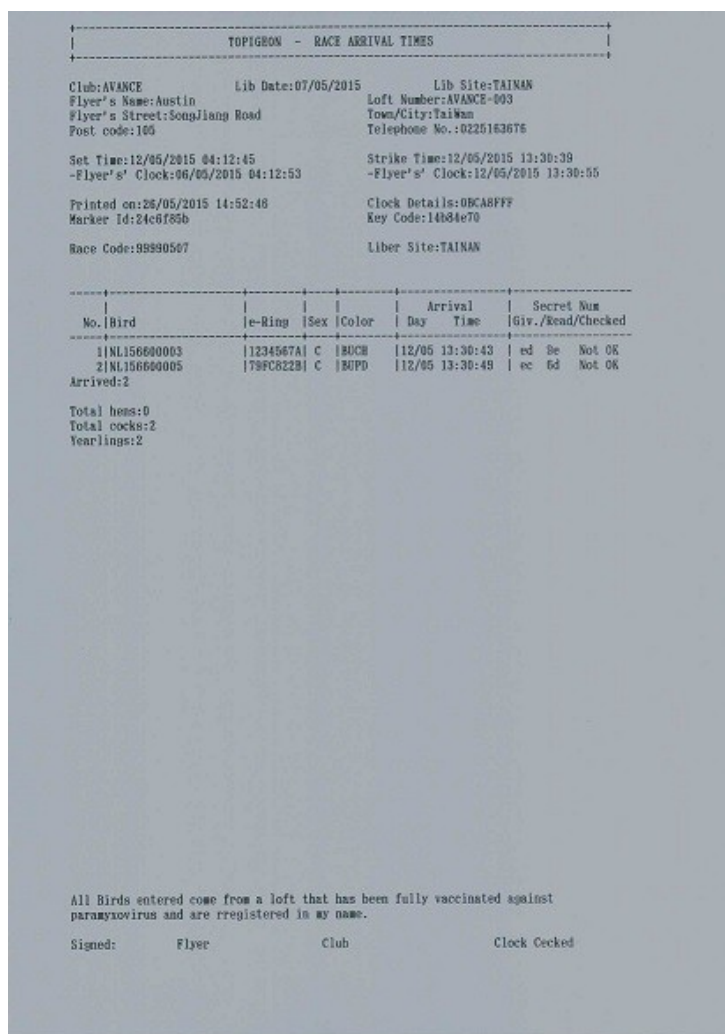 TOPIGEON - RACE ARRIVAL TIMES
Club:AVANCE Lib Date:07/05/2015 Lib Site:TAINAN
Flyer's Name:Austin Loft Number:AVANCE-003
Flyer's Street:SongJiang Road Town/City:TaiWan
Post code:105 Telephone No.:0225163676
Set Time:12/05/2015 04:12:45 Strike Time:12/05/2015 13:30:39
-Flyer's' Clock:06/05/2015 04:12:53 -Flyer's' Clock:12/05/2015 13:30:55
Printed on:26/05/2015 14:52:46 Clock Details:0BCA8FFF
Marker Id:24c6f85b Key Code:14b84e70
Race Code:99990507 Liber Site:TAINAN
Arrival | Secret Num
No.|Bird |e-Ring |Sex |Color | Day Time |Giv./Read/Checked
1|NL156600003 |1234567A| C |BUCH |12/05 13:30:43 | ed 9e Not OK
2|NL156600005 |79FC822B| C |BUPD |12/05 13:30:49 | ec 6d Not OK
Arrived:2
Total hens:0
Total cocks:2
Yearlings:2
All Birds entered come from a loft that has been fully vaccinated against
paramyxovirus and are rregistered in my name.
Signed: Flyer Club Clock Cecked